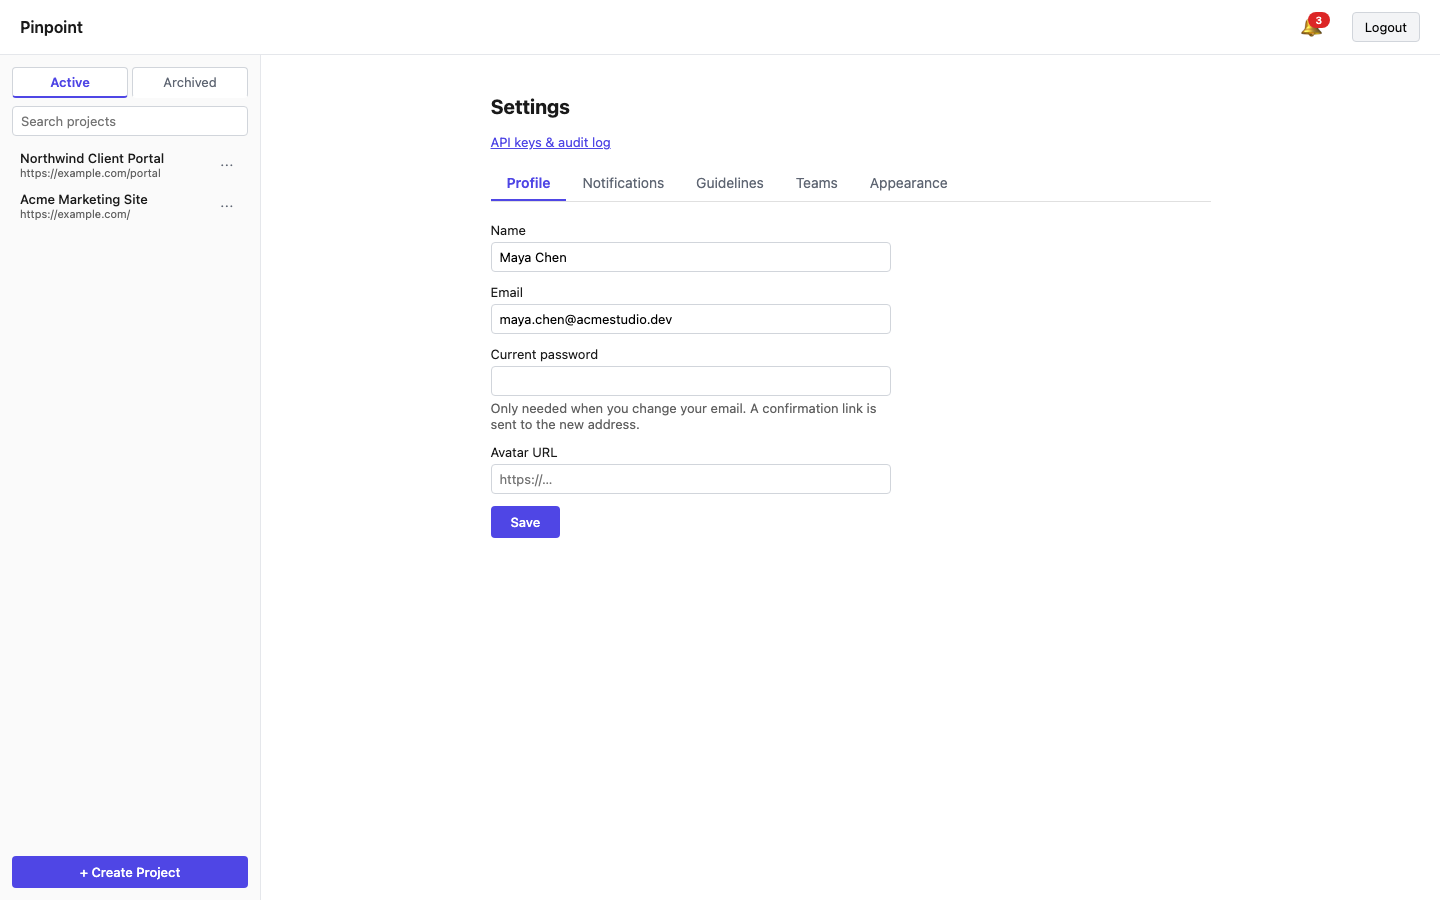 Pinpoint
3
Logout
Active
Archived
Search projects
Northwind Client Portal
https://example.com/portal
...
Acme Marketing Site
https://example.com/
...
+ Create Project
Settings
API keys & audit log
Profile
Notifications
Guidelines
Teams
Appearance
Name
Maya Chen
Email
maya.chen@acmestudio.dev
Current password
Only needed when you change your email. A confirmation link is
sent to the new address.
Avatar URL
https://...
Save